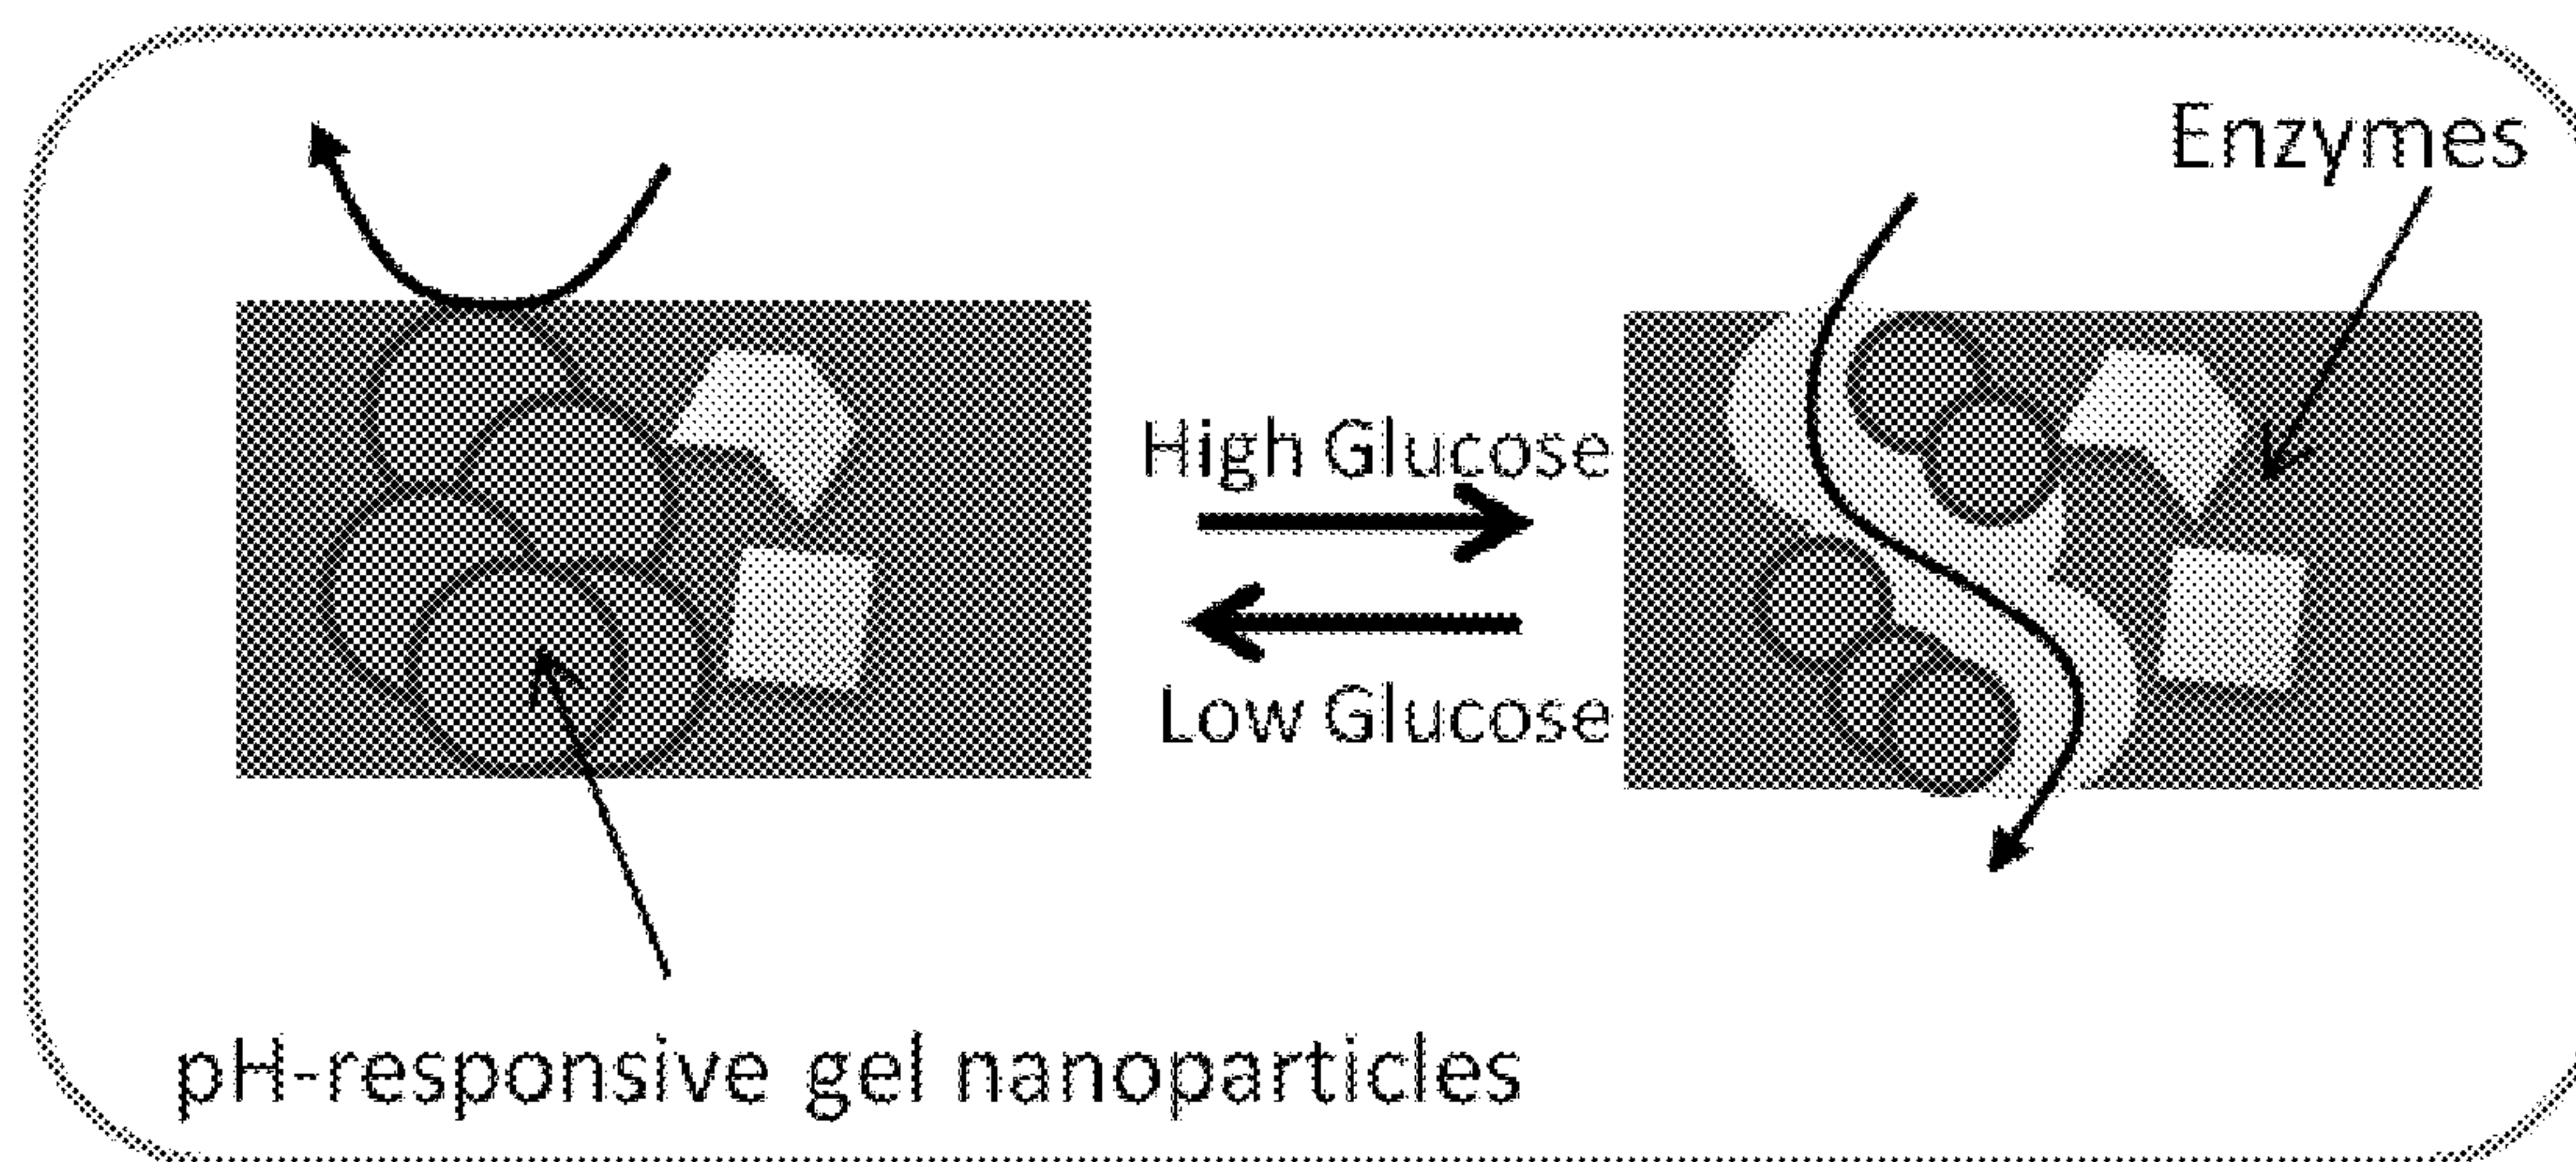 Enzymes
High Glucose
Low Glucose
pH-responsive gel nanoparticles